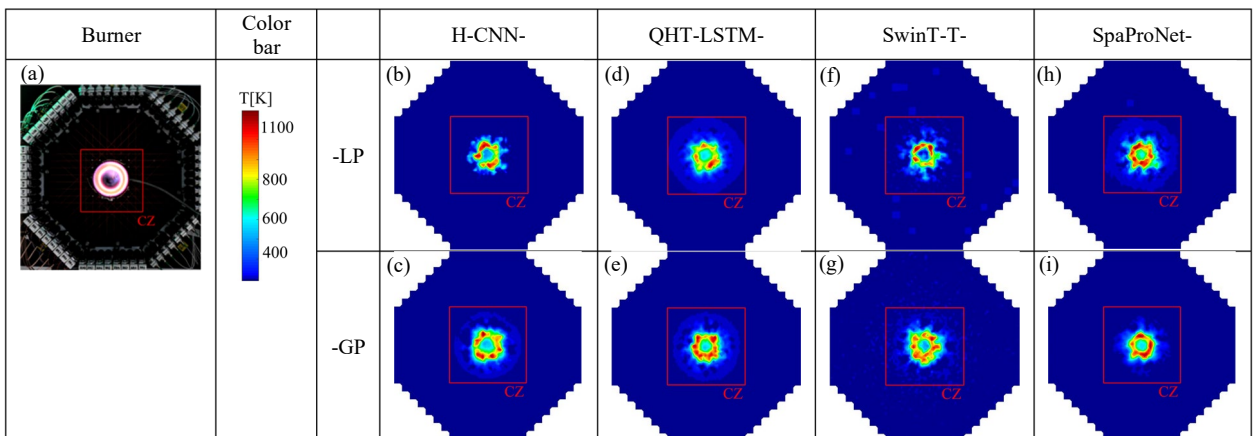 Burner
Color
bar
H-CNN-
QHT-LSTM-
SwinT-T-
SpaProNet-
(a)
CZ
T[K]
1100
800
600
400
-LP
(b)
CZ
(d)
CZ
(f)
CZ
(h)
CZ
-GP
(c)
CZ
(e)
CZ
(g)
CZ
(i)
CZ